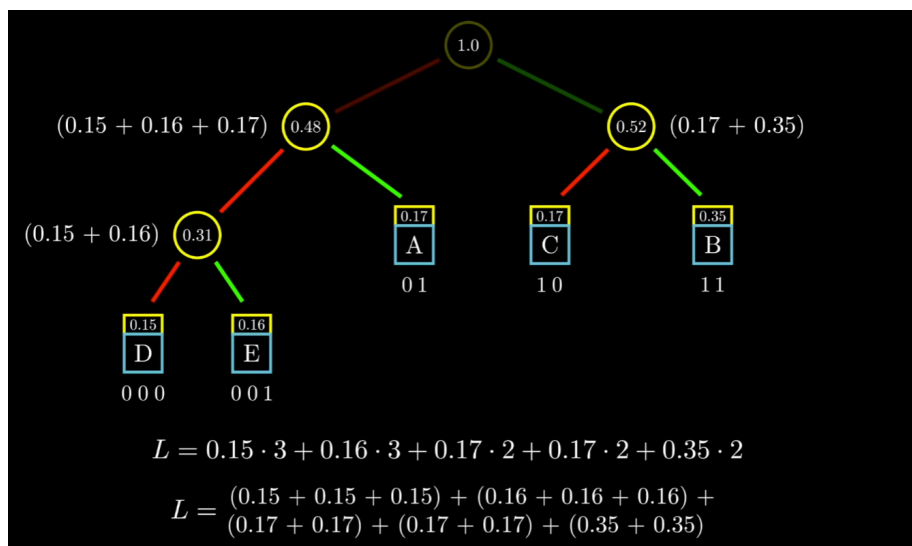 1.0
(0.15 + 0.16 + 0.17) 0.48 0.52 (0.17 + 0.35)
(0.15 + 0.16) 0.31
0.17 0.17 0.35
A C B
0 1 1 0 1 1
0.15 0.16
D E
0 0 0 0 0 1
L = 0.15 · 3 + 0.16 · 3 + 0.17 · 2 + 0.17 · 2 + 0.35 · 2
L = (0.15 + 0.15 + 0.15) + (0.16 + 0.16 + 0.16) +
(0.17 + 0.17) + (0.17 + 0.17) + (0.35 + 0.35)